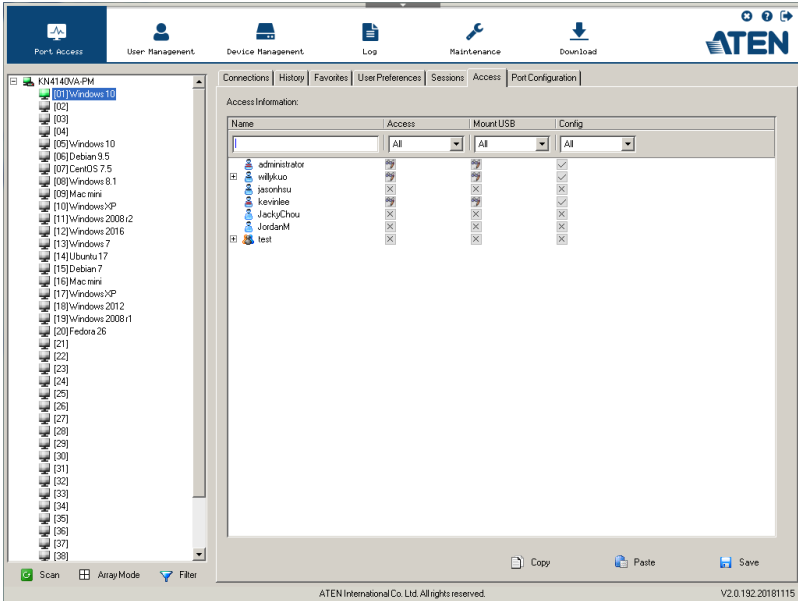 Port Access
User Management
Device Management
Log
Maintenance
Download
ATEN
KN4140VA-PM
[01]Windows 10
[02]
[03]
[04]
[05]Windows 10
[06]Debian 9.5
[07]CentOS 7.5
[08]Windows 8.1
[09]Mac mini
[10]WindowsXP
[11]Windows 2008 r2
[12]Windows 2016
[13]Windows 7
[14]Ubuntu 17
[15]Debian 7
[16]Mac mini
[17]WindowsXP
[18]Windows 2012
[19]Windows 2008 r1
[20]Fedora 26
[21]
[22]
[23]
[24]
[25]
[26]
[27]
[28]
[29]
[30]
[31]
[32]
[33]
[34]
[35]
[36]
[37]
[38]
Scan
Array Mode
Filter
Connections History Favorites User Preferences Sessions Access Port Configuration
Access Information:
Name Access Mount USB Config
All All All
administrator
willykuo
jasonhsu
kevinlee
JackyChou
JordanM
test
Copy
Paste
Save
ATEN International Co. Ltd. All rights reserved.
V2.0.192.20181115